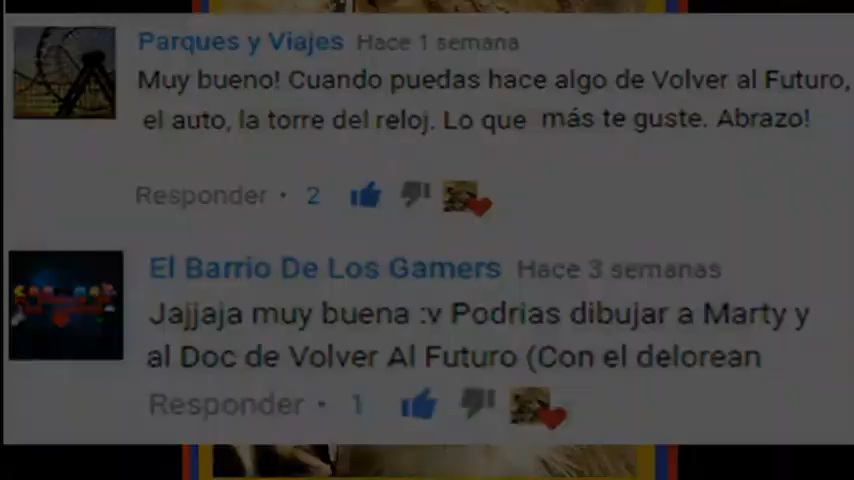 Parques y Viajes Hace 1 semana
Muy bueno! Cuando puedas hace algo de Volver al Futuro,
el auto, la torre del reloj. Lo que más te guste. Abrazo!
Responder · 2
El Barrio De Los Gamers Hace 3 semanas
Jajjaja muy buena :v Podrias dibujar a Marty y
al Doc de Volver Al Futuro (Con el delorean
Responder · 1